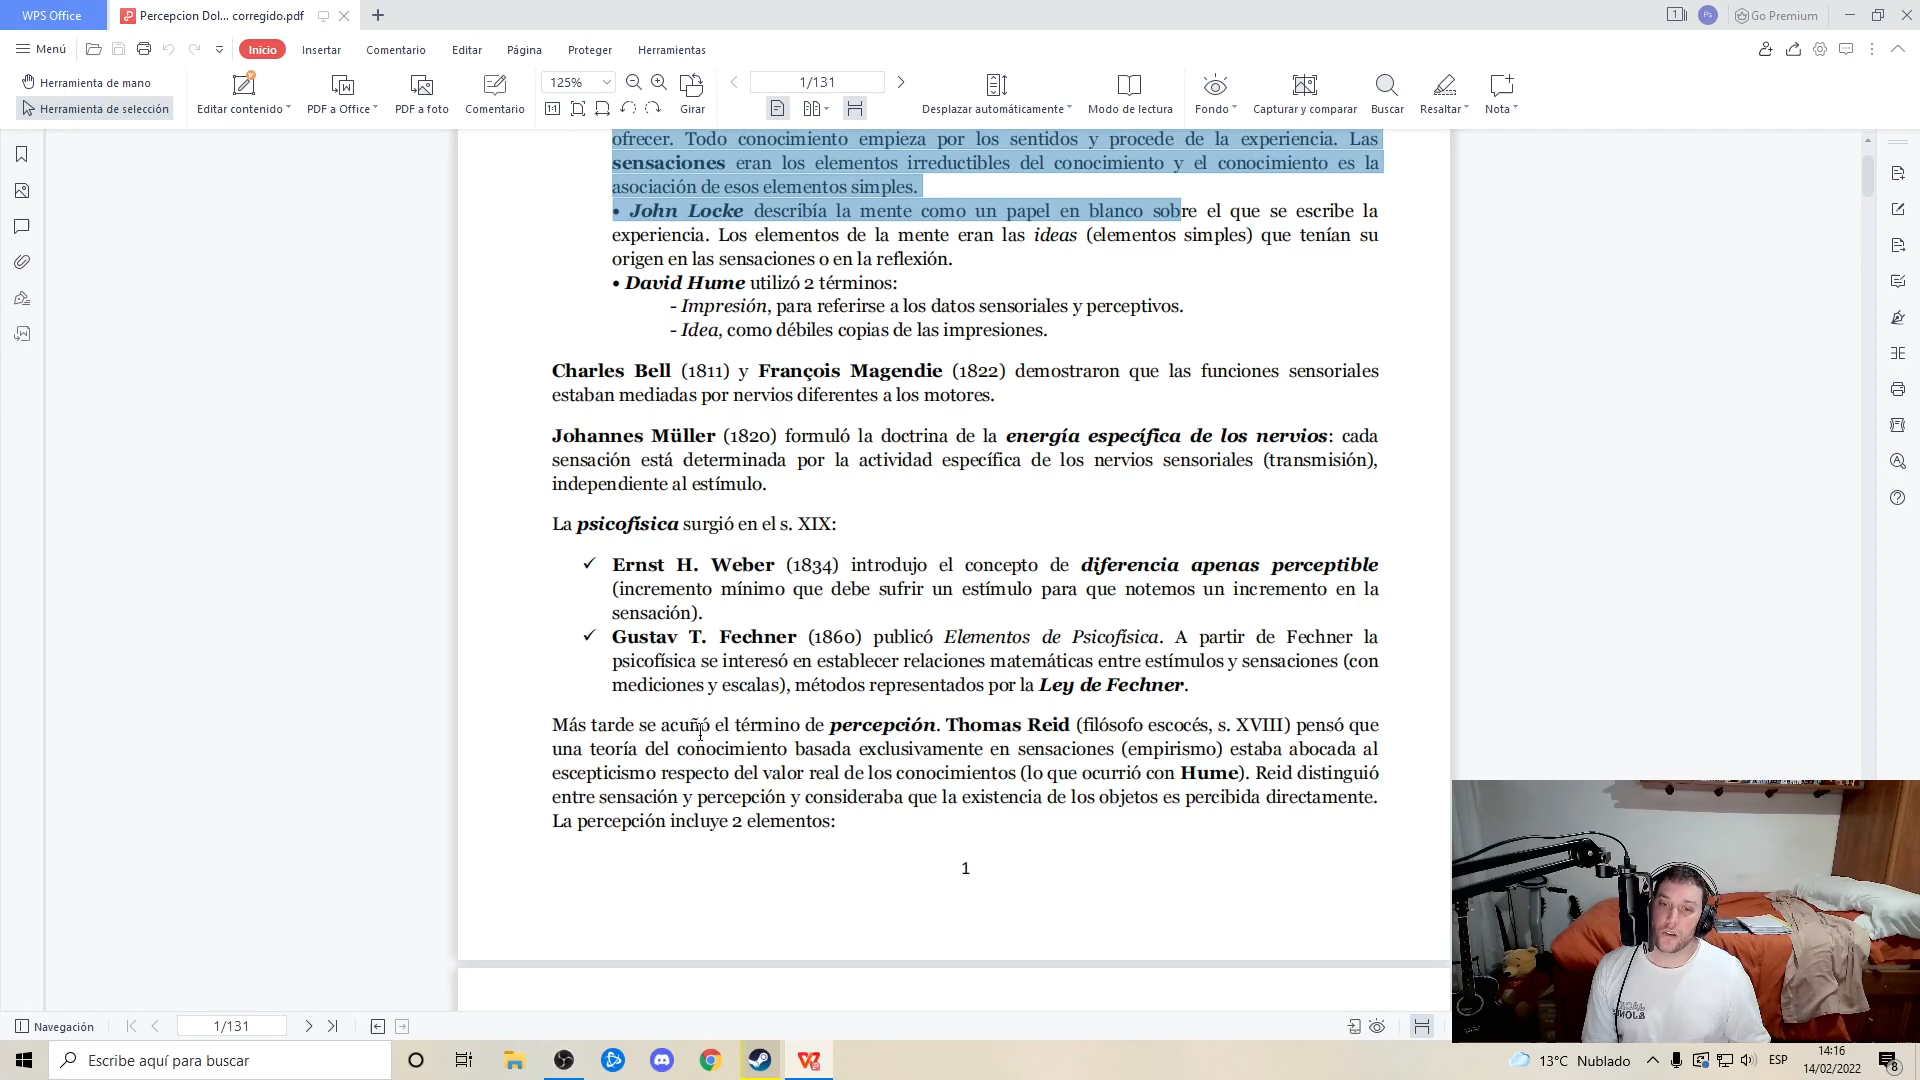 WPS Office
Percepcion Dol... corregido.pdf
Go Premium
Menú
Inicio
Insertar
Comentario
Editar
Página
Proteger
Herramientas
Herramienta de mano
Herramienta de selección
Editar contenido
PDF a Office
PDF a foto
Comentario
125%
Girar
1/131
Desplazar automáticamente
Modo de lectura
Fondo
Capturar y comparar
Buscar
Resaltar
Nota
ofrecer. Todo conocimiento empieza por los sentidos y procede de la experiencia. Las
sensaciones eran los elementos irreductibles del conocimiento y el conocimiento es la
asociación de esos elementos simples.
• John Locke describía la mente como un papel en blanco sobre el que se escribe la
experiencia. Los elementos de la mente eran las ideas (elementos simples) que tenían su
origen en las sensaciones o en la reflexión.
• David Hume utilizó 2 términos:
- Impresión, para referirse a los datos sensoriales y perceptivos.
- Idea, como débiles copias de las impresiones.
Charles Bell (1811) y François Magendie (1822) demostraron que las funciones sensoriales
estaban mediadas por nervios diferentes a los motores.
Johannes Müller (1820) formuló la doctrina de la energía específica de los nervios: cada
sensación está determinada por la actividad específica de los nervios sensoriales (transmisión),
independiente al estímulo.
La psicofísica surgió en el s. XIX:
✓ Ernst H. Weber (1834) introdujo el concepto de diferencia apenas perceptible
(incremento mínimo que debe sufrir un estímulo para que notemos un incremento en la
sensación).
✓ Gustav T. Fechner (1860) publicó Elementos de Psicofísica. A partir de Fechner la
psicofísica se interesó en establecer relaciones matemáticas entre estímulos y sensaciones (con
mediciones y escalas), métodos representados por la Ley de Fechner.
Más tarde se acuñó el término de percepción. Thomas Reid (filósofo escocés, s. XVIII) pensó que
una teoría del conocimiento basada exclusivamente en sensaciones (empirismo) estaba abocada al
escepticismo respecto del valor real de los conocimientos (lo que ocurrió con Hume). Reid distinguió
entre sensación y percepción y consideraba que la existencia de los objetos es percibida directamente.
La percepción incluye 2 elementos:
1
Navegación
1/131
Escribe aquí para buscar
13°C Nublado
ESP
14:16
14/02/2022
8